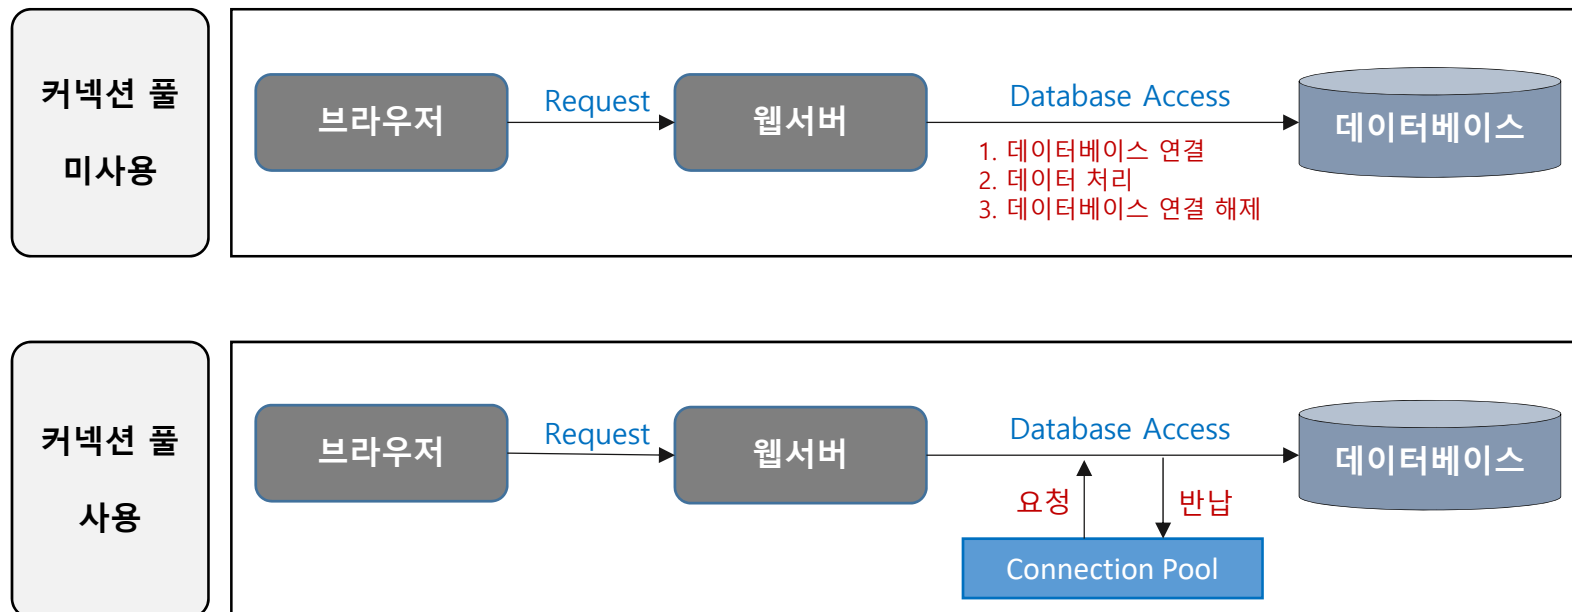 커넥션 풀
미사용
브라우저
Request
웹서버
Database Access
1. 데이터베이스 연결
2. 데이터 처리
3. 데이터베이스 연결 해제
데이터베이스
커넥션 풀
사용
브라우저
Request
웹서버
Database Access
요청
반납
Connection Pool
데이터베이스